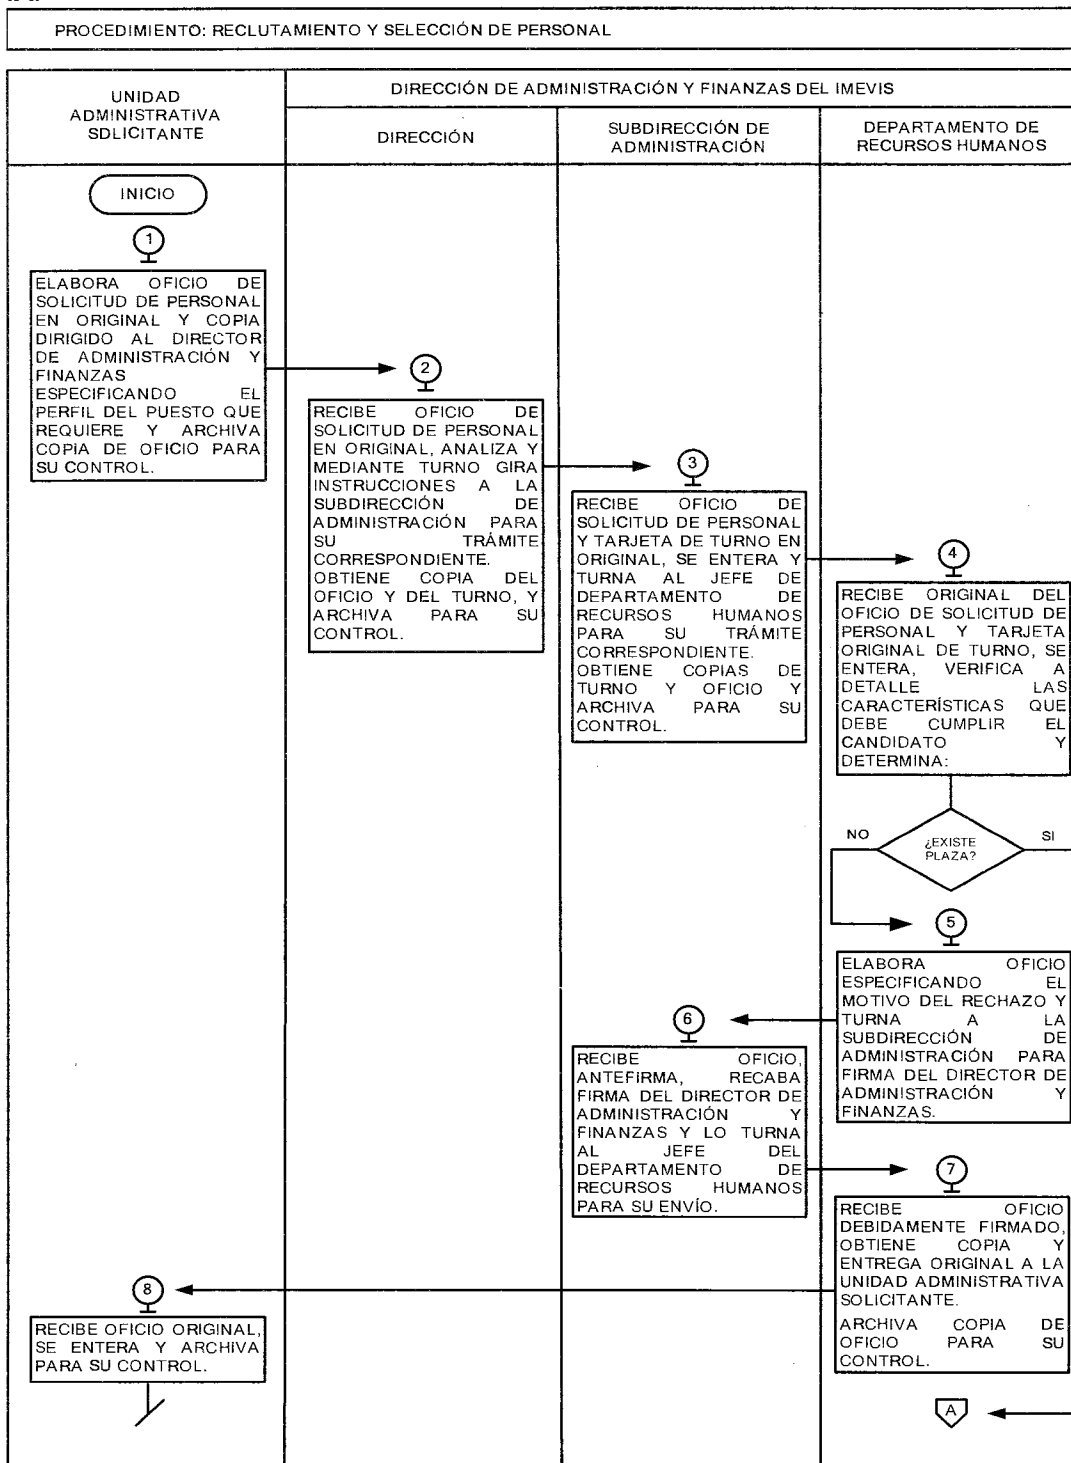 PROCEDIMIENTO: RECLUTAMIENTO Y SELECCIÓN DE PERSONAL
UNIDAD
ADMINISTRATIVA
SDLICITANTE
DIRECCIÓN DE ADMINISTRACIÓN Y FINANZAS DEL IMEVIS
DIRECCIÓN
SUBDIRECCIÓN DE
ADMINISTRACIÓN
DEPARTAMENTO DE
RECURSOS HUMANOS
INICIO
1
ELABORA OFICIO DE
SOLICITUD DE PERSONAL
EN ORIGINAL Y COPIA
DIRIGIDO AL DIRECTOR
DE ADMINISTRACIÓN Y
FINANZAS
ESPECIFICANDO EL
PERFIL DEL PUESTO QUE
REQUIERE Y ARCHIVA
COPIA DE OFICIO PARA
SU CONTROL.
2
RECIBE OFICIO DE
SOLICITUD DE PERSONAL
EN ORIGINAL, ANALIZA Y
MEDIANTE TURNO GIRA
INSTRUCCIONES A LA
SUBDIRECCIÓN DE
ADMINISTRACIÓN PARA
SU TRÁMITE
CORRESPONDIENTE.
OBTIENE COPIA DEL
OFICIO Y DEL TURNO, Y
ARCHIVA PARA SU
CONTROL.
3
RECIBE OFICIO DE
SOLICITUD DE PERSONAL
Y TARJETA DE TURNO EN
ORIGINAL, SE ENTERA Y
TURNA AL JEFE DE
DEPARTAMENTO DE
RECURSOS HUMANOS
PARA SU TRÁMITE
CORRESPONDIENTE.
OBTIENE COPIAS DE
TURNO Y OFICIO Y
ARCHIVA PARA SU
CONTROL.
4
RECIBE ORIGINAL DEL
OFICIO DE SOLICITUD DE
PERSONAL Y TARJETA
ORIGINAL DE TURNO, SE
ENTERA, VERIFICA A
DETALLE LAS
CARACTERÍSTICAS QUE
DEBE CUMPLIR EL
CANDIDATO Y
DETERMINA:
NO
¿EXISTE
PLAZA?
SI
5
ELABORA OFICIO
ESPECIFICANDO EL
MOTIVO DEL RECHAZO Y
TURNA A LA
SUBDIRECCIÓN DE
ADMINISTRACIÓN PARA
FIRMA DEL DIRECTOR DE
ADMINISTRACIÓN Y
FINANZAS.
6
RECIBE OFICIO,
ANTEFIRMA, RECABA
FIRMA DEL DIRECTOR DE
ADMINISTRACIÓN Y
FINANZAS Y LO TURNA
AL JEFE DEL
DEPARTAMENTO DE
RECURSOS HUMANOS
PARA SU ENVÍO.
7
RECIBE OFICIO
DEBIDAMENTE FIRMADO,
OBTIENE COPIA Y
ENTREGA ORIGINAL A LA
UNIDAD ADMINISTRATIVA
SOLICITANTE.
ARCHIVA COPIA DE
OFICIO PARA SU
CONTROL.
8
RECIBE OFICIO ORIGINAL,
SE ENTERA Y ARCHIVA
PARA SU CONTROL.
A